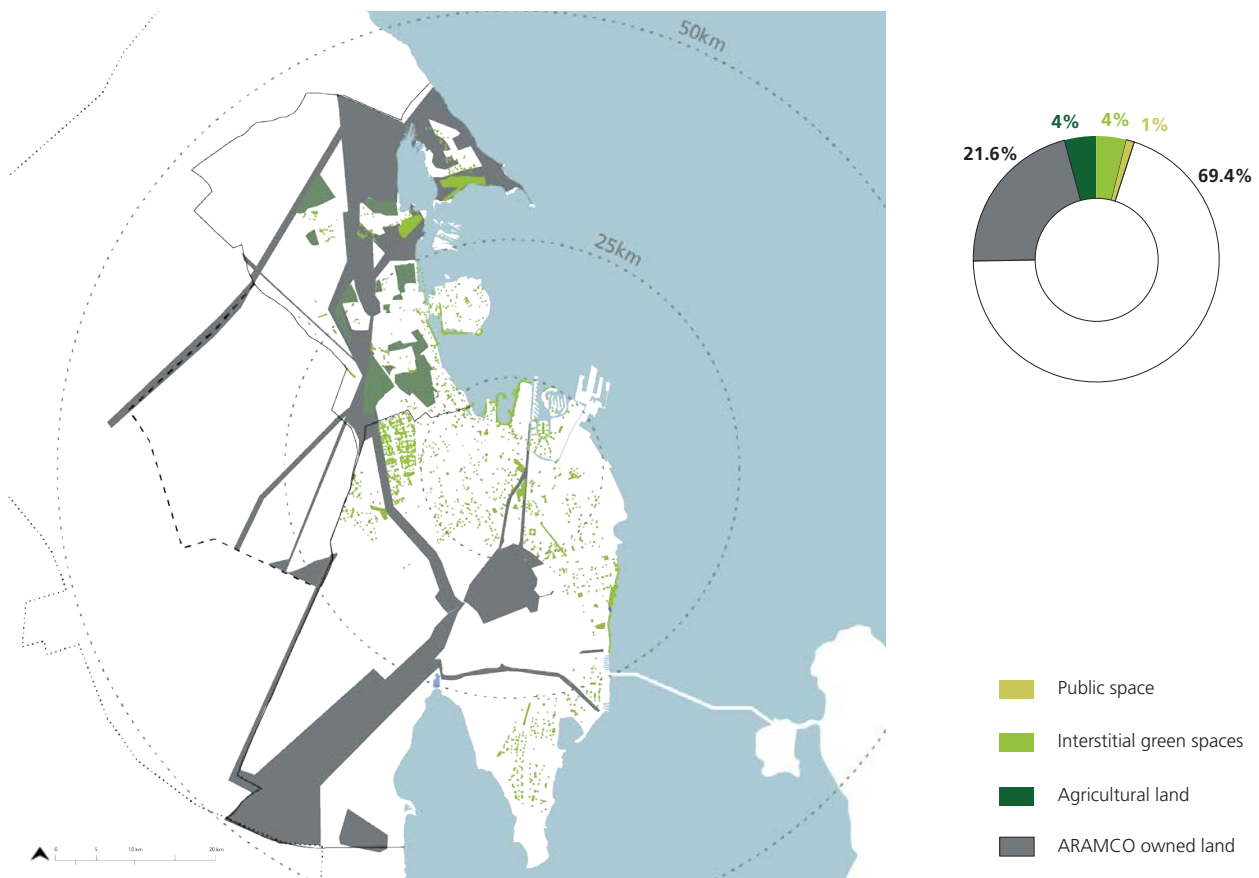 50km
25km
4%
4%
1%
21.6%
69.4%
Public space
Interstitial green spaces
Agricultural land
ARAMCO owned land
0
5
10 km
20 km